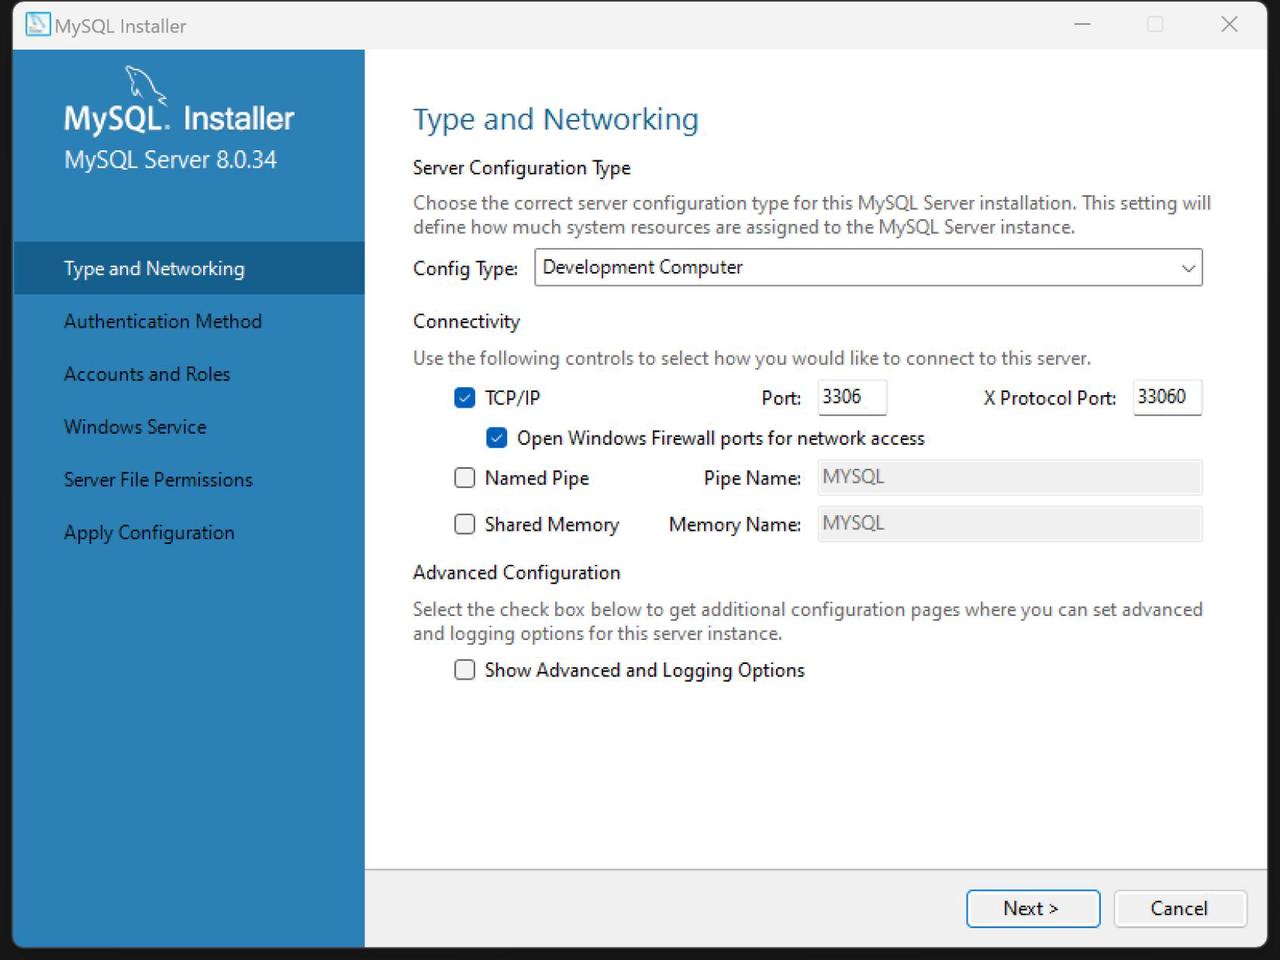 MySQL Installer
MySQL. Installer
MySQL Server 8.0.34
Type and Networking
Authentication Method
Accounts and Roles
Windows Service
Server File Permissions
Apply Configuration
Type and Networking
Server Configuration Type
Choose the correct server configuration type for this MySQL Server installation. This setting will
define how much system resources are assigned to the MySQL Server instance.
Config Type: Development Computer
Connectivity
Use the following controls to select how you would like to connect to this server.
TCP/IP Port: 3306 X Protocol Port: 33060
Open Windows Firewall ports for network access
Named Pipe Pipe Name: MYSQL
Shared Memory Memory Name: MYSQL
Advanced Configuration
Select the check box below to get additional configuration pages where you can set advanced
and logging options for this server instance.
Show Advanced and Logging Options
Next > Cancel